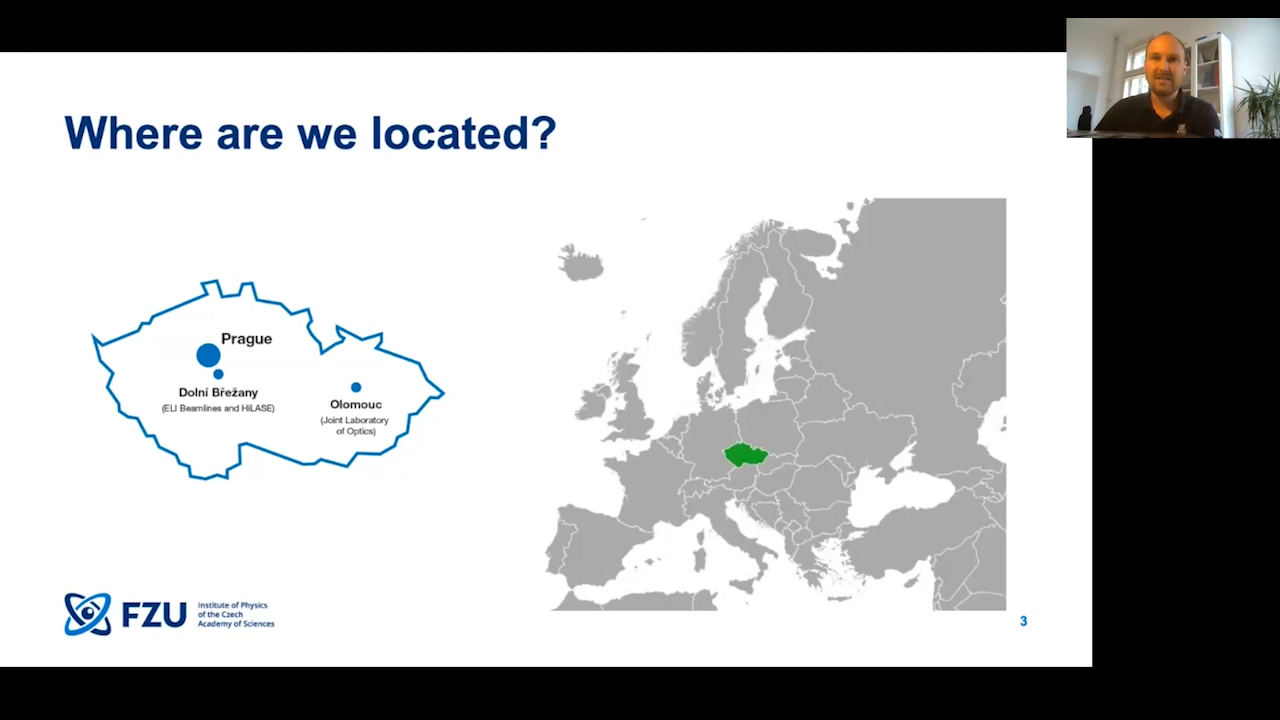 Where are we located?
Prague
Dolní Břežany
(ELI Beamlines and HiLASE)
Olomouc
(Joint Laboratory
of Optics)
FZU
Institute of Physics
of the Czech
Academy of Sciences
3